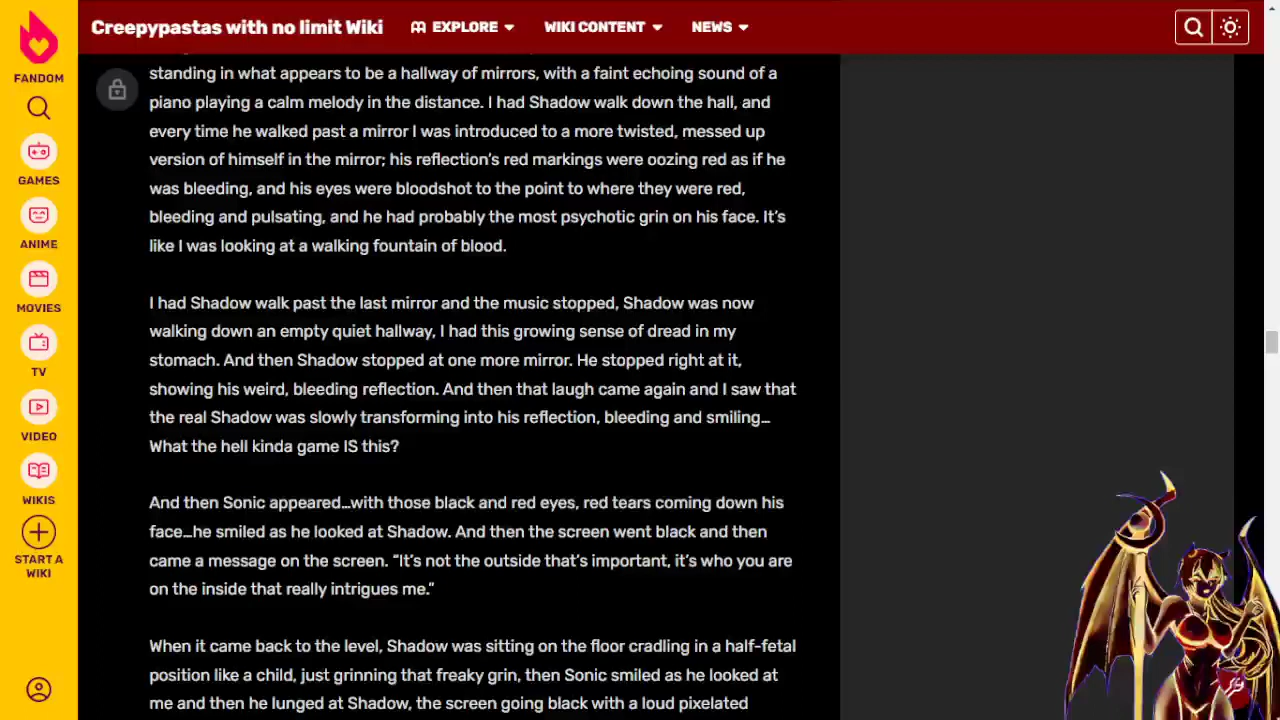 Creepypastas with no limit Wiki
EXPLORE
WIKI CONTENT
NEWS
FANDOM
GAMES
ANIME
MOVIES
TV
VIDEO
WIKIS
START A
WIKI
standing in what appears to be a hallway of mirrors, with a faint echoing sound of a
piano playing a calm melody in the distance. I had Shadow walk down the hall, and
every time he walked past a mirror I was introduced to a more twisted, messed up
version of himself in the mirror; his reflection's red markings were oozing red as if he
was bleeding, and his eyes were bloodshot to the point to where they were red,
bleeding and pulsating, and he had probably the most psychotic grin on his face. It's
like I was looking at a walking fountain of blood.
I had Shadow walk past the last mirror and the music stopped, Shadow was now
walking down an empty quiet hallway, I had this growing sense of dread in my
stomach. And then Shadow stopped at one more mirror. He stopped right at it,
showing his weird, bleeding reflection. And then that laugh came again and I saw that
the real Shadow was slowly transforming into his reflection, bleeding and smiling…
What the hell kinda game IS this?
And then Sonic appeared…with those black and red eyes, red tears coming down his
face…he smiled as he looked at Shadow. And then the screen went black and then
came a message on the screen. “It's not the outside that's important, it's who you are
on the inside that really intrigues me.”
When it came back to the level, Shadow was sitting on the floor cradling in a half-fetal
position like a child, just grinning that freaky grin, then Sonic smiled as he looked at
me and then he lunged at Shadow, the screen going black with a loud pixelated